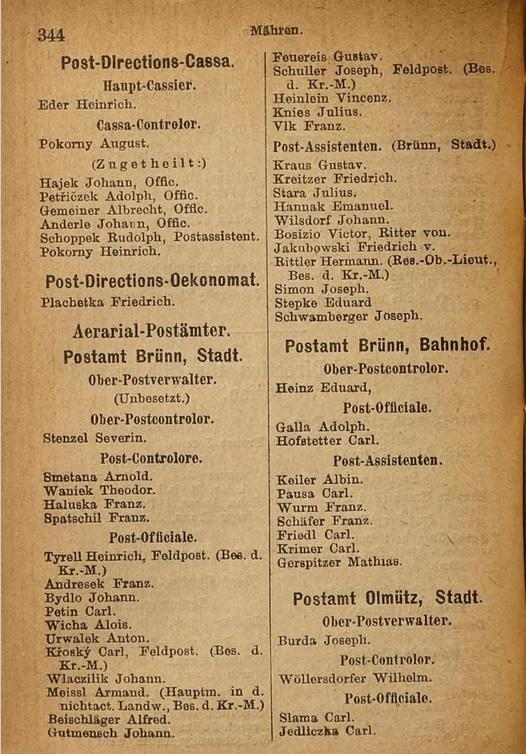 344
Mähren.
Post-Directions-Cassa.
Haupt-Cassier.
Eder Heinrich.
Cassa-Controlor.
Pokorny August.
(Zugetheilt:)
Hajek Johann, Offic.
Petřiczek Adolph, Offic.
Gemeiner Albrecht, Offic.
Anderle Johann, Offic.
Schoppek Rudolph, Postassistent.
Pokorny Heinrich.
Post-Directions-Oekonomat.
Plachetka Friedrich.
Aerarial-Postämter.
Postamt Brünn, Stadt.
Ober-Postverwalter.
(Unbesetzt.)
Ober-Postcontrolor.
Stenzel Severin.
Post-Controlore.
Smetana Arnold.
Waniek Theodor.
Haluska Franz.
Spatschil Franz.
Post-Officiale.
Tyrell Heinrich, Feldpost. (Bes. d.
Kr.-M.)
Andresek Franz.
Bydlo Johann.
Petin Carl.
Wicha Alois.
Urwalek Anton.
Křoský Carl, Feldpost. (Bes. d.
Kr.-M.)
Wlaczilik Johann.
Meissl Armand. (Hauptm. in d.
nichtact. Landw., Bes. d. Kr.-M.)
Beischläger Alfred.
Gutmensch Johann.
Feuereis Gustav.
Schuller Joseph, Feldpost. (Bes.
d. Kr.-M.)
Heinlein Vincenz.
Knies Julius.
Vlk Franz.
Post-Assistenten. (Brünn, Stadt.)
Kraus Gustav.
Kreitzer Friedrich.
Stara Julius.
Hannak Emanuel.
Wilsdorf Johann.
Bosizio Victor, Ritter von.
Jakubowski Friedrich v.
Rittler Hermann. (Res.-Ob.-Lieut.,
Bes. d. Kr.-M.)
Simon Joseph.
Stepke Eduard
Schwamberger Joseph.
Postamt Brünn, Bahnhof.
Ober-Postcontrolor.
Heinz Eduard,
Post-Officiale.
Galla Adolph.
Hofstetter Carl.
Post-Assistenten.
Keiler Albin.
Pausa Carl.
Wurm Franz.
Schäfer Franz.
Friedl Carl.
Krimer Carl.
Gerspitzer Mathias.
Postamt Olmütz, Stadt.
Ober-Postverwalter.
Burda Joseph.
Post-Controlor.
Wöllersdorfer Wilhelm.
Post-Officiale.
Slama Carl.
Jedliczka Carl.